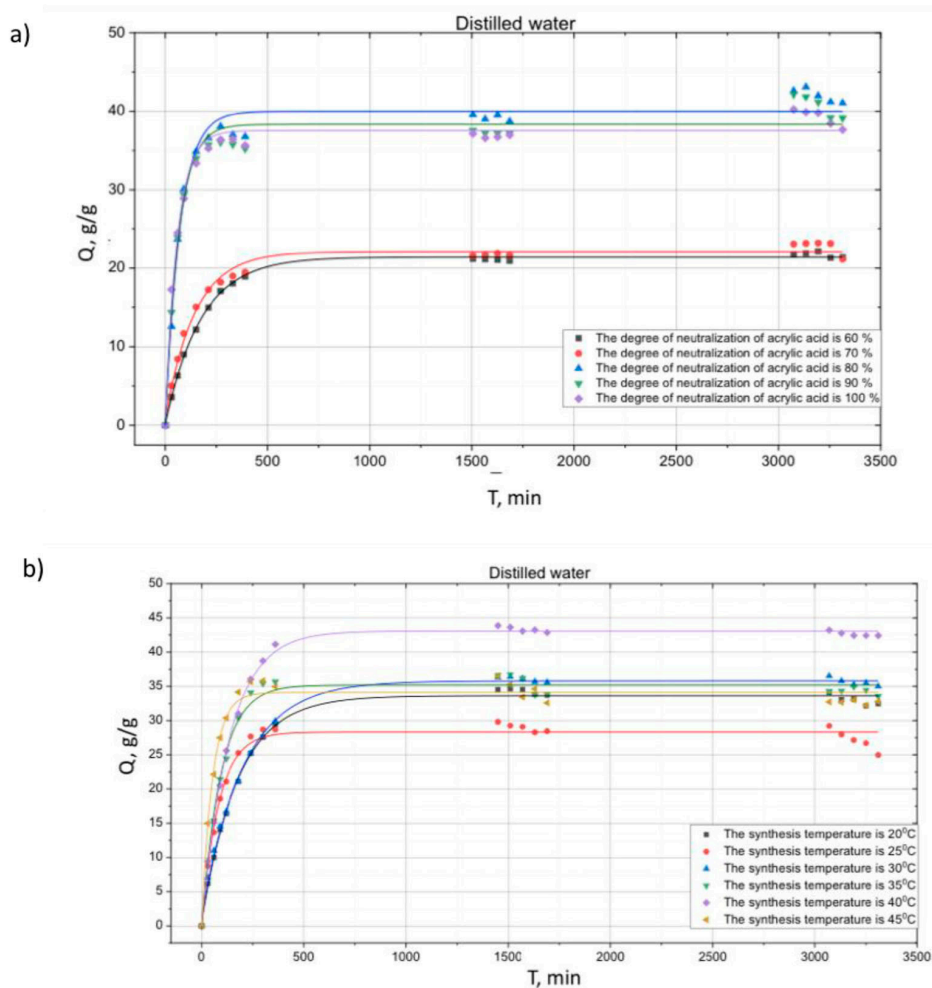 a)
Distilled water
50
40
30
20
10
0
Q, g/g
The degree of neutralization of acrylic acid is 60 %
The degree of neutralization of acrylic acid is 70 %
The degree of neutralization of acrylic acid is 80 %
The degree of neutralization of acrylic acid is 90 %
The degree of neutralization of acrylic acid is 100 %
0 500 1000 1500 2000 2500 3000 3500
T, min
b)
Distilled water
50
45
40
35
30
25
20
15
10
5
0
Q, g/g
The synthesis temperature is 20⁰C
The synthesis temperature is 25⁰C
The synthesis temperature is 30⁰C
The synthesis temperature is 35⁰C
The synthesis temperature is 40⁰C
The synthesis temperature is 45⁰C
0 500 1000 1500 2000 2500 3000 3500
T, min